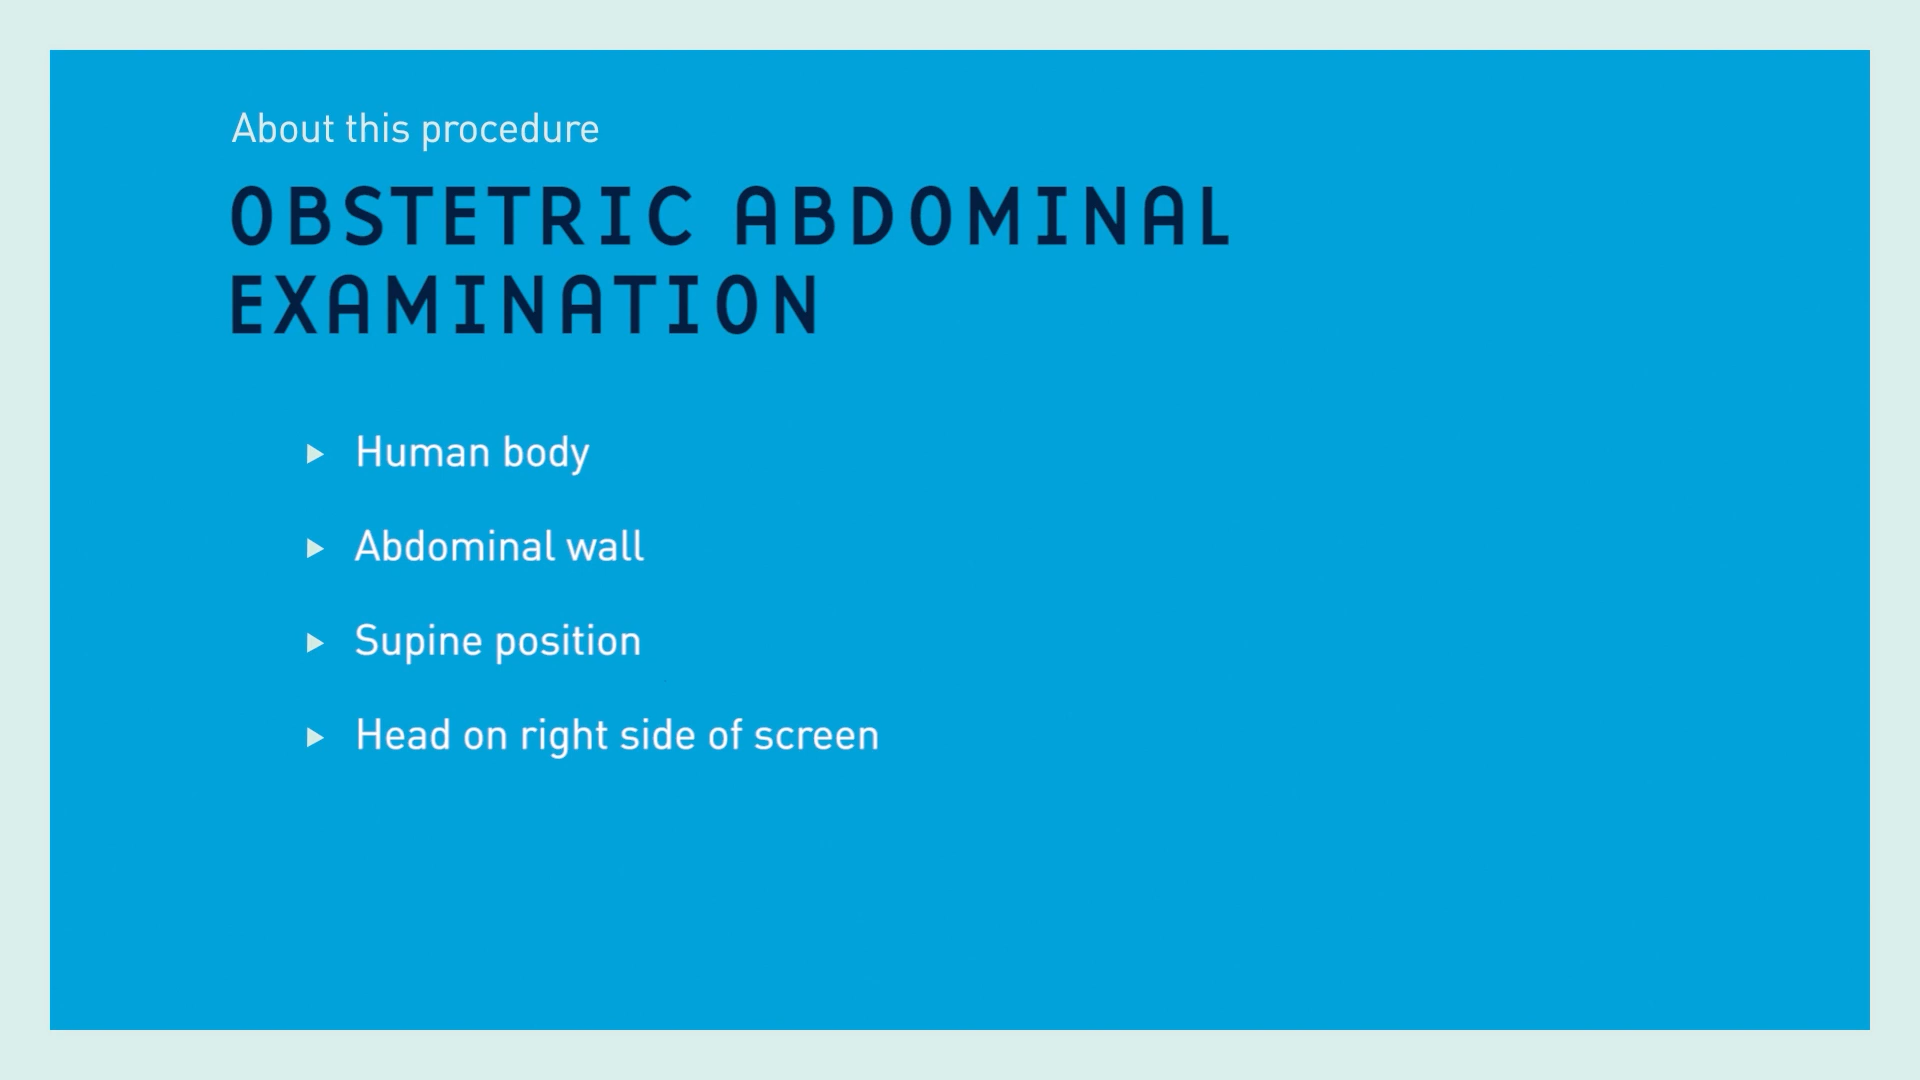 About this procedure
OBSTETRIC ABDOMINAL
EXAMINATION
Human body
Abdominal wall
Supine position
Head on right side of screen